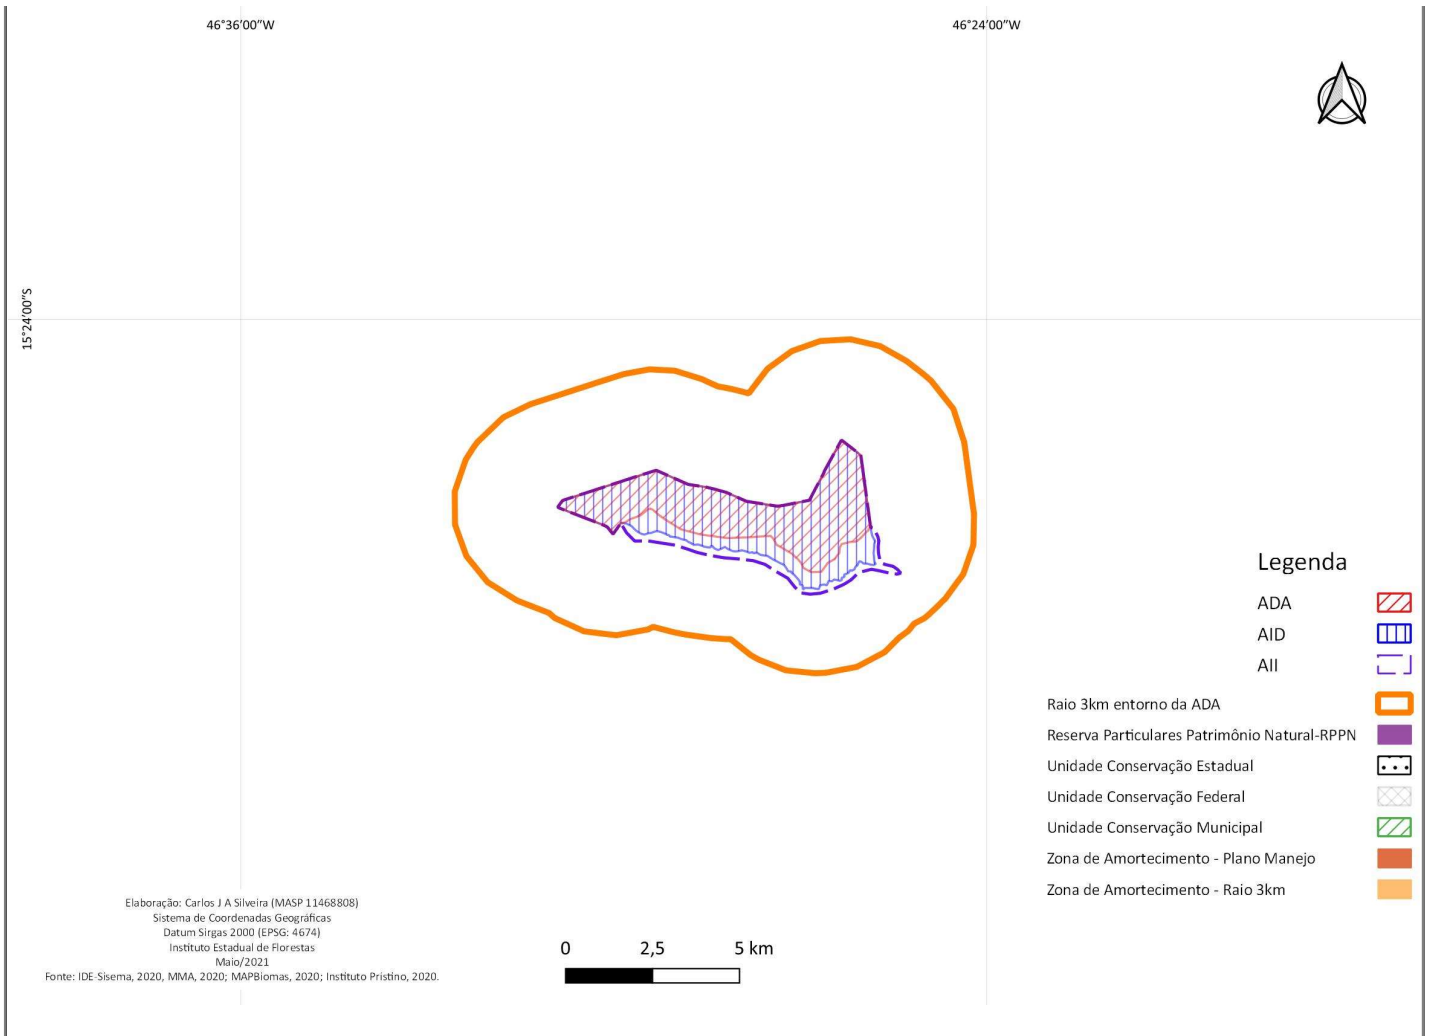 46°36'00"W
46°24'00"W
15°24'00"S
Legenda
ADA
AID
AII
Raio 3km entorno da ADA
Reserva Particulares Patrimônio Natural-RPPN
Unidade Conservação Estadual
Unidade Conservação Federal
Unidade Conservação Municipal
Zona de Amortecimento - Plano Manejo
Zona de Amortecimento - Raio 3km
Elaboração: Carlos J A Silveira (MASP 11468808)
Sistema de Coordenadas Geográficas
Datum Sirgas 2000 (EPSG: 4674)
Instituto Estadual de Florestas
Maio/2021
Fonte: IDE-Sisema, 2020, MMA, 2020; MAPBiomas, 2020; Instituto Pristino, 2020.
0 2,5 5 km